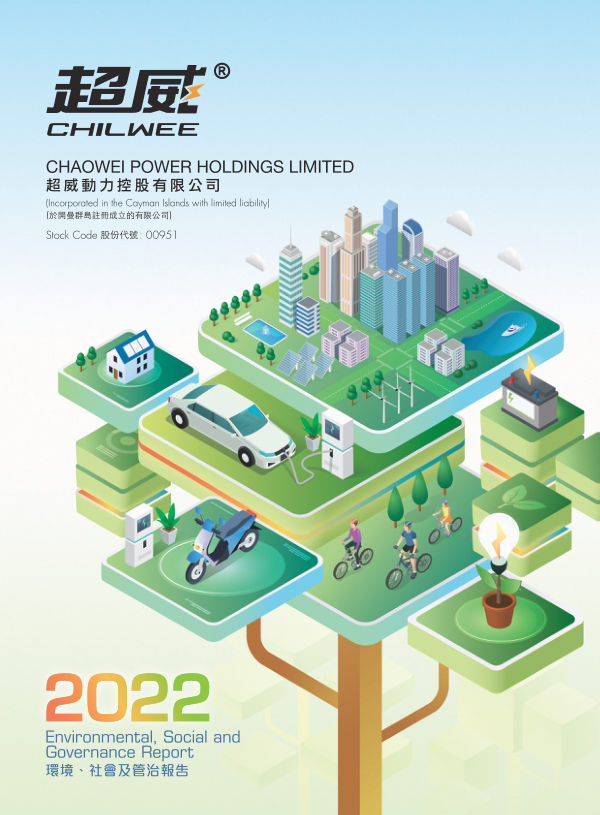 超威®
CHILWEE
CHAOWEI POWER HOLDINGS LIMITED
超威動力控股有限公司
(Incorporated in the Cayman Islands with limited liability)
(於開曼群島註冊成立的有限公司)
Stock Code 股份代號: 00951
2022
Environmental, Social and
Governance Report
環境、社會及管治報告